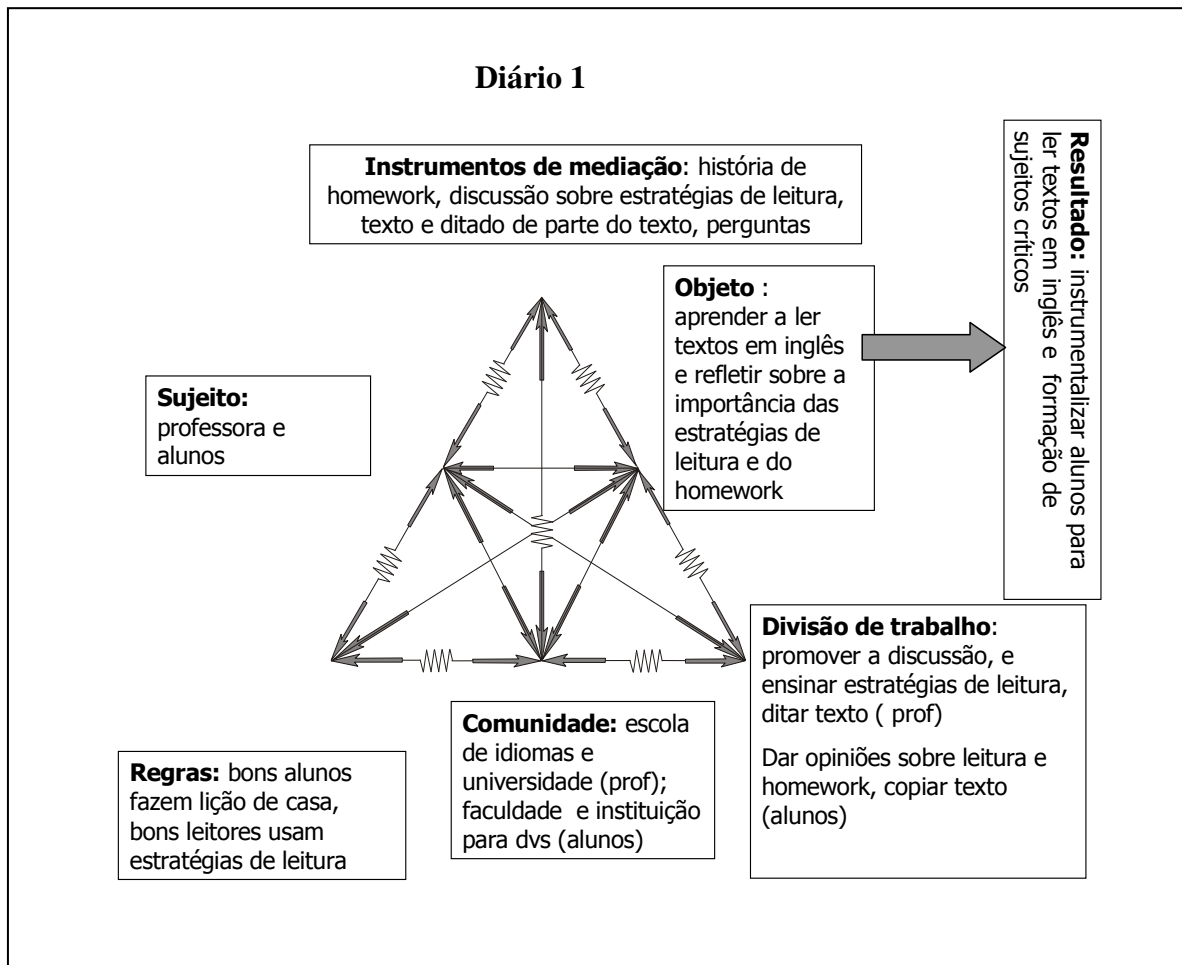 Diário 1
Instrumentos de mediação: história de
homework, discussão sobre estratégias de leitura,
texto e ditado de parte do texto, perguntas
Resultado: instrumentalizar alunos para
ler textos em inglês e formação de
sujeitos críticos
Objeto :
aprender a ler
textos em inglês
e refletir sobre a
importância das
estratégias de
leitura e do
homework
Sujeito:
professora e
alunos
Divisão de trabalho:
promover a discussão, e
ensinar estratégias de leitura,
ditar texto ( prof)
Dar opiniões sobre leitura e
homework, copiar texto
(alunos)
Comunidade: escola
de idiomas e
universidade (prof);
faculdade e instituição
para dvs (alunos)
Regras: bons alunos
fazem lição de casa,
bons leitores usam
estratégias de leitura